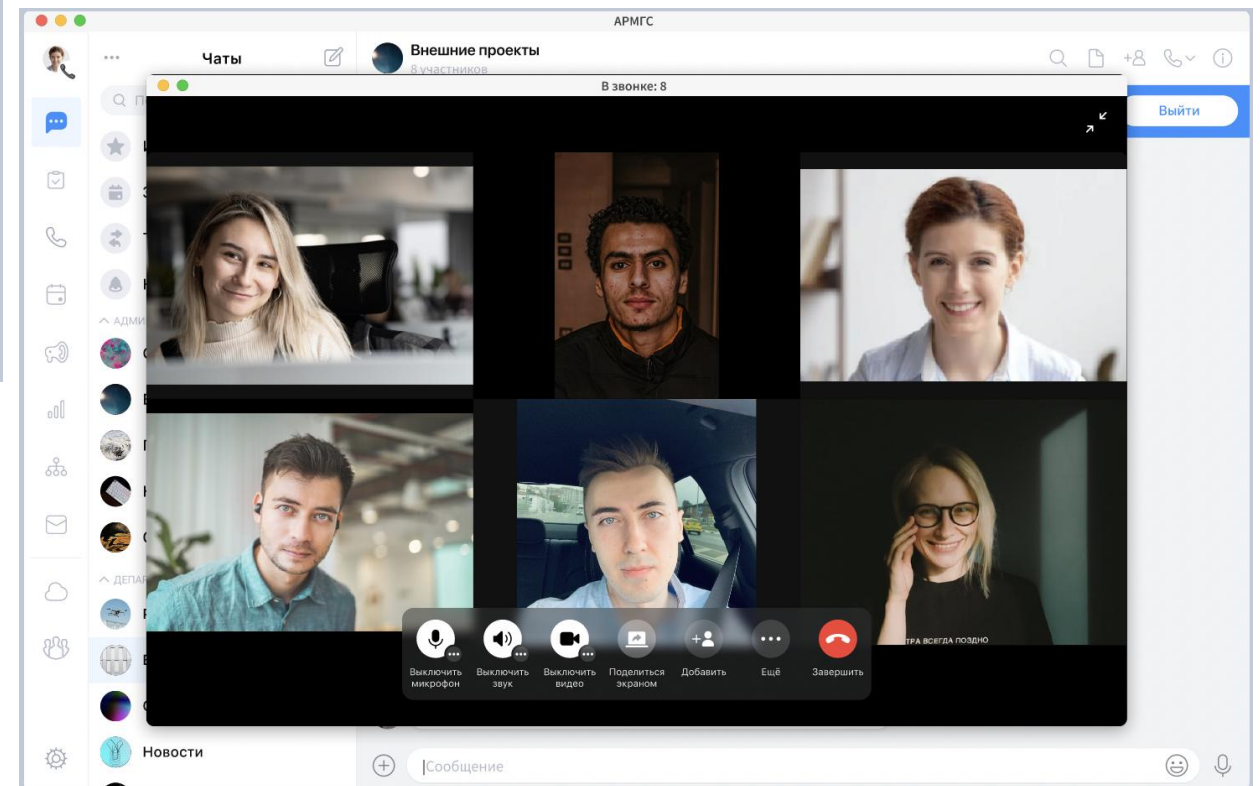 АРМГС
Чаты
Внешние проекты
8 участников
В звонке: 8
Выйти
ТРА ВСЕГДА ПОЗДНО
Выключить микрофон
Выключить звук
Выключить видео
Поделиться экраном
Добавить
Ещё
Завершить
Новости
Сообщение